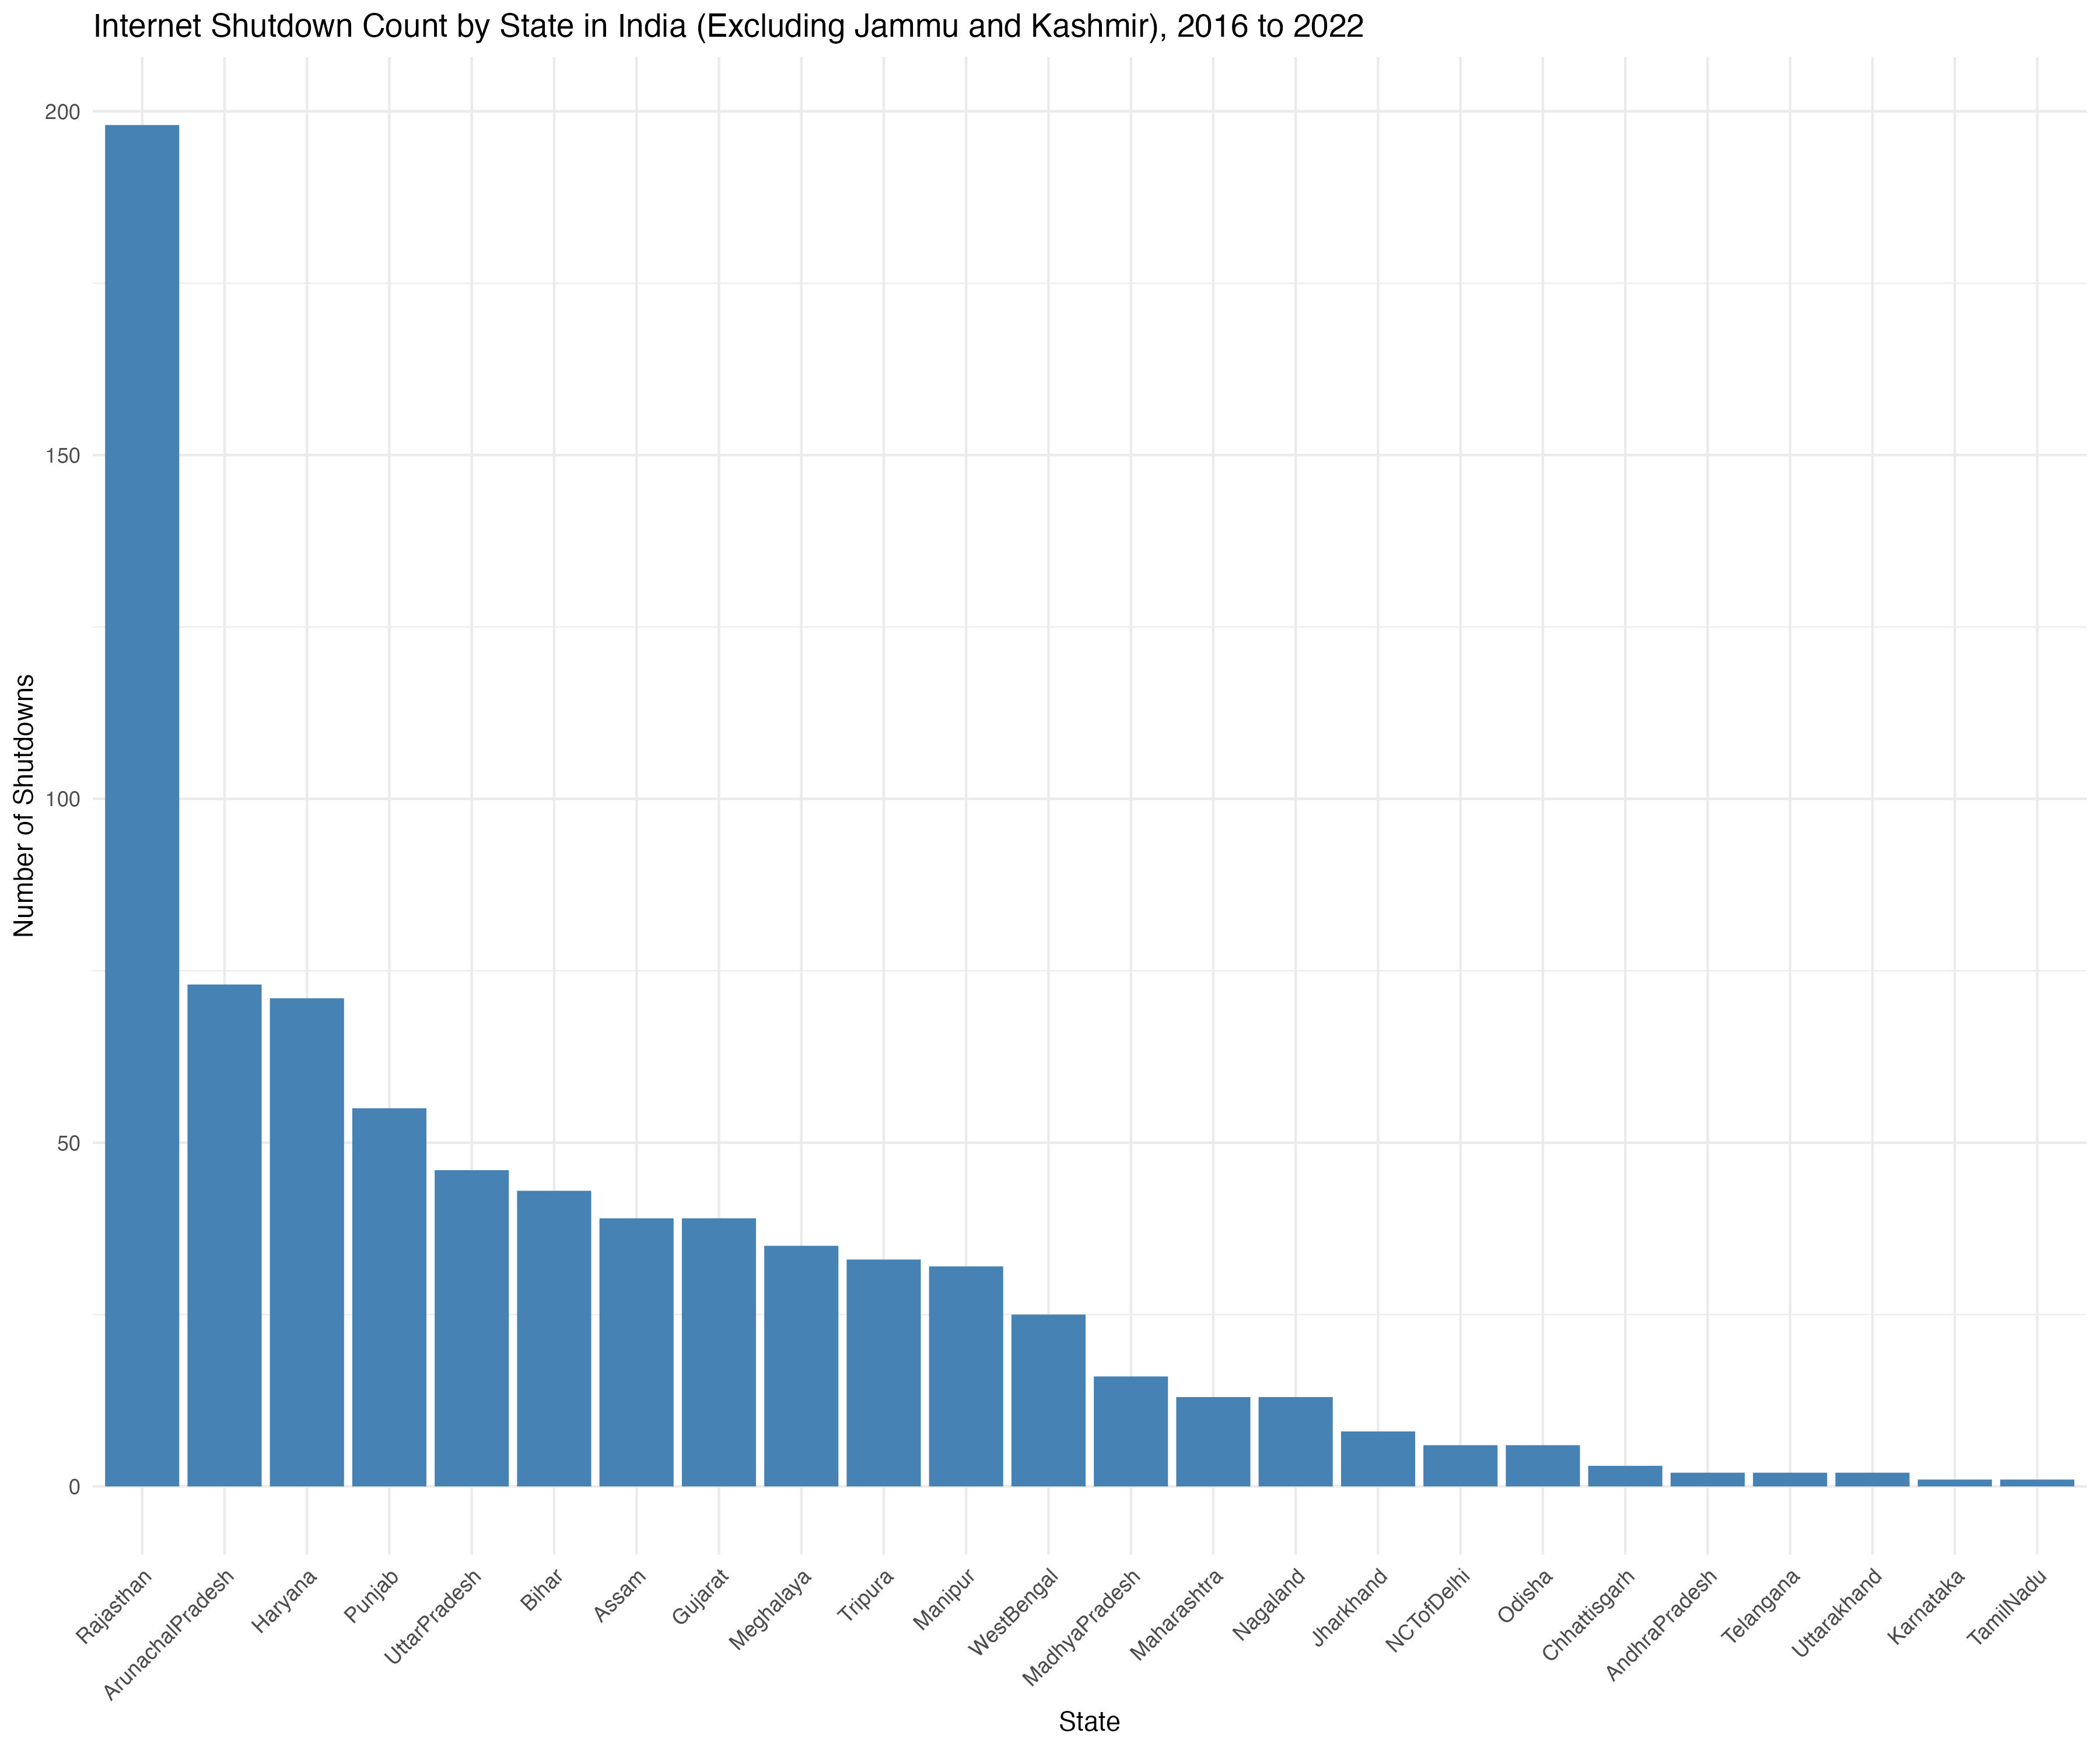 Internet Shutdown Count by State in India (Excluding Jammu and Kashmir), 2016 to 2022
Number of Shutdowns
200
150
100
50
0
Rajasthan
ArunachalPradesh
Haryana
Punjab
UttarPradesh
Bihar
Assam
Gujarat
Meghalaya
Tripura
Manipur
WestBengal
MadhyaPradesh
Maharashtra
Nagaland
Jharkhand
NCTofDelhi
Odisha
Chhattisgarh
AndhraPradesh
Telangana
Uttarakhand
Karnataka
TamilNadu
State